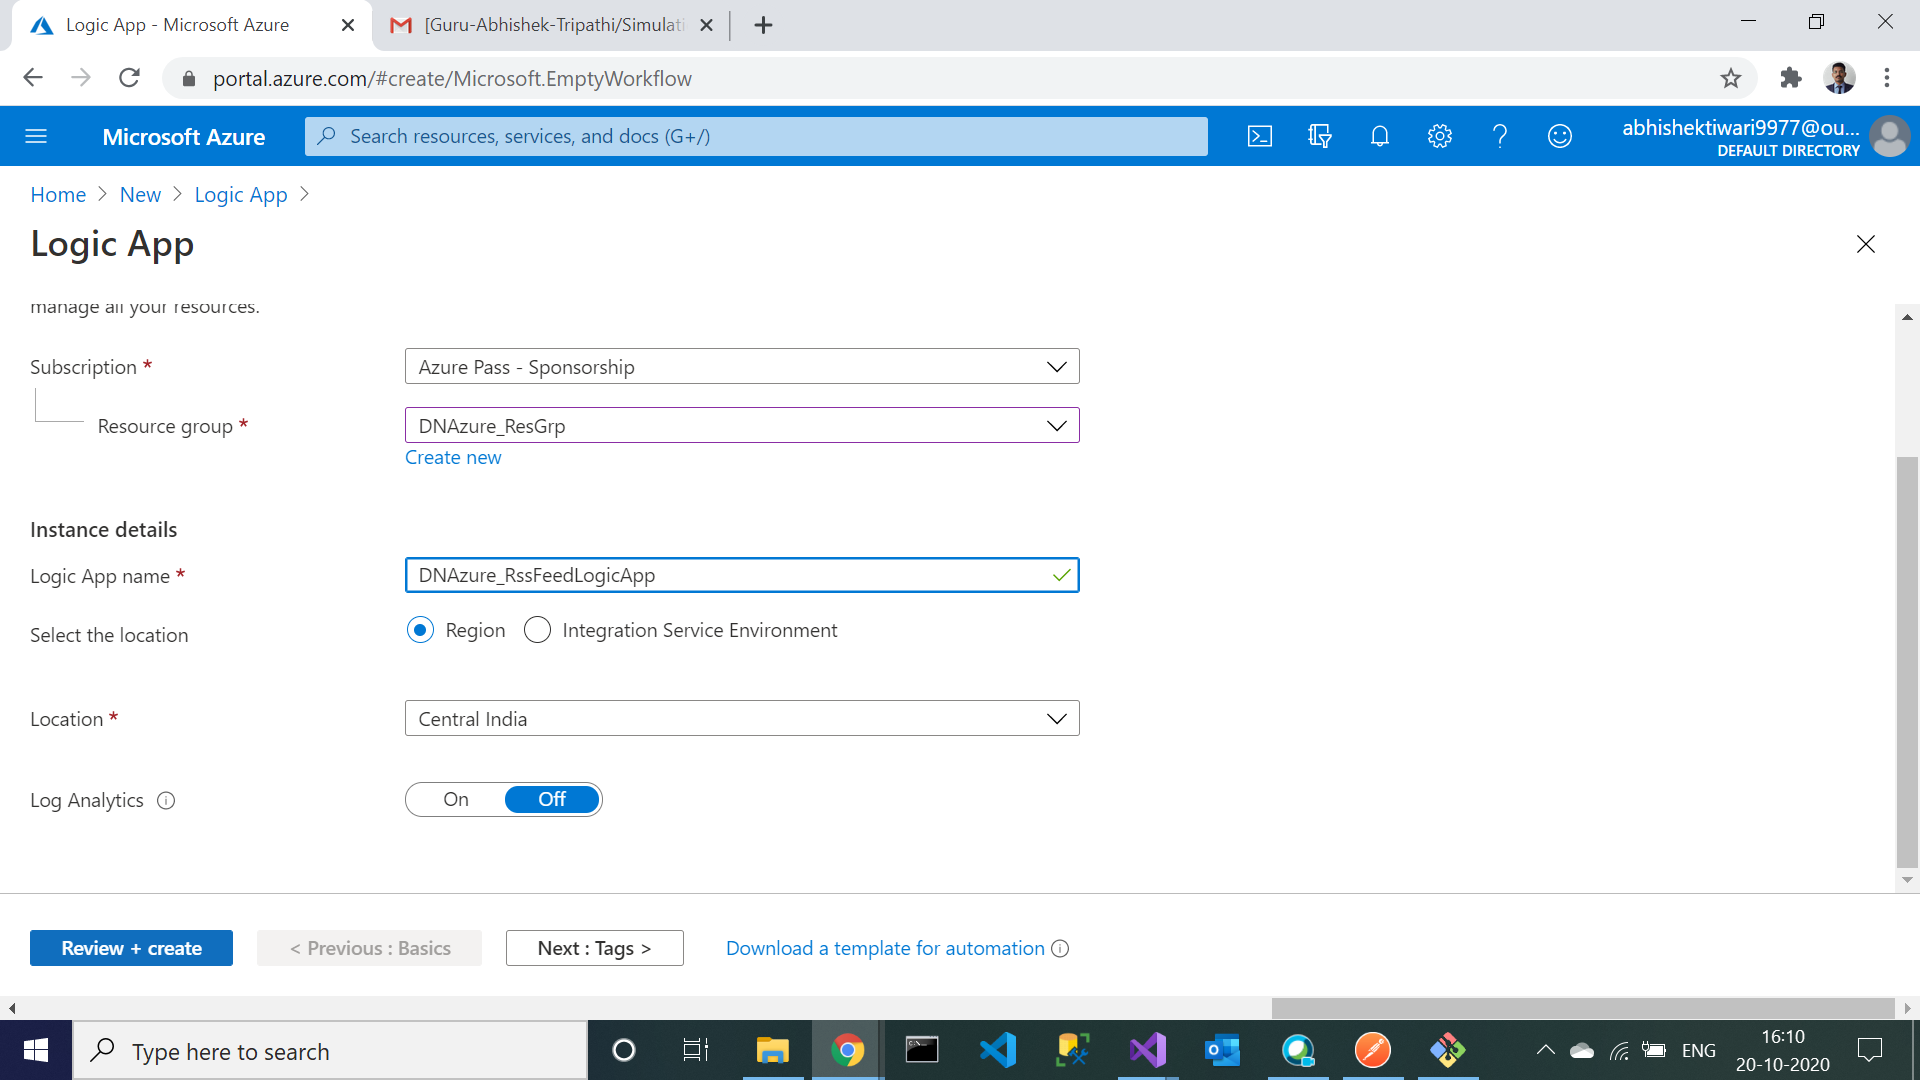 Logic App - Microsoft Azure
[Guru-Abhishek-Tripathi/Simulati
portal.azure.com/#create/Microsoft.EmptyWorkflow
Microsoft Azure
Search resources, services, and docs (G+/)
abhishektiwari9977@ou...
DEFAULT DIRECTORY
Home > New > Logic App >
Logic App
manage all your resources.
Subscription *
Azure Pass - Sponsorship
Resource group *
DNAzure_ResGrp
Create new
Instance details
Logic App name *
DNAzure_RssFeedLogicApp
Select the location
Region
Integration Service Environment
Location *
Central India
Log Analytics
On
Off
Review + create
< Previous : Basics
Next : Tags >
Download a template for automation
Type here to search
ENG
16:10
20-10-2020